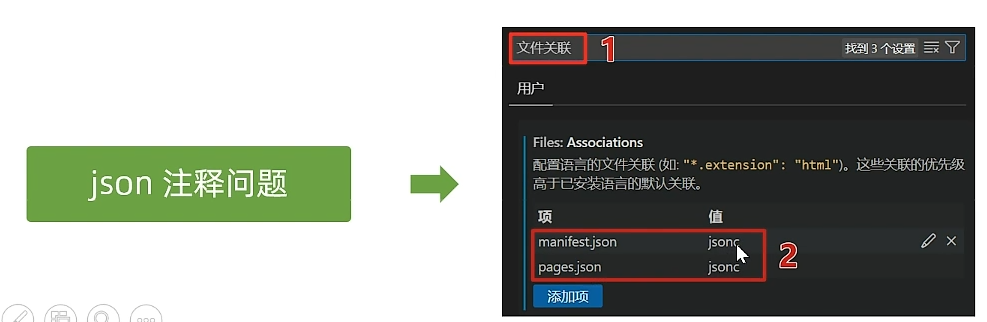 json 注释问题
文件关联
1
找到 3 个设置
用户
Files: Associations
配置语言的文件关联 (如: "*.extension": "html")。这些关联的优先级
高于已安装语言的默认关联。
项 值
manifest.json jsonc
pages.json jsonc
2
添加项